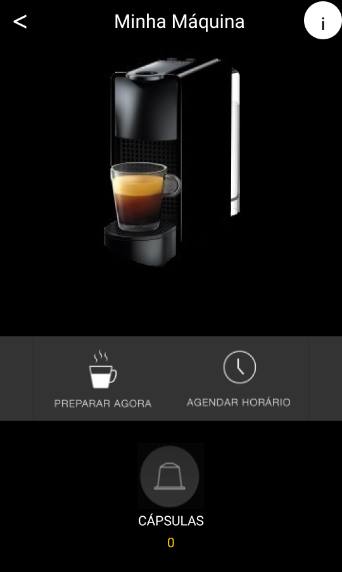 < Minha Máquina i
PREPARAR AGORA AGENDAR HORÁRIO
CÁPSULAS
0